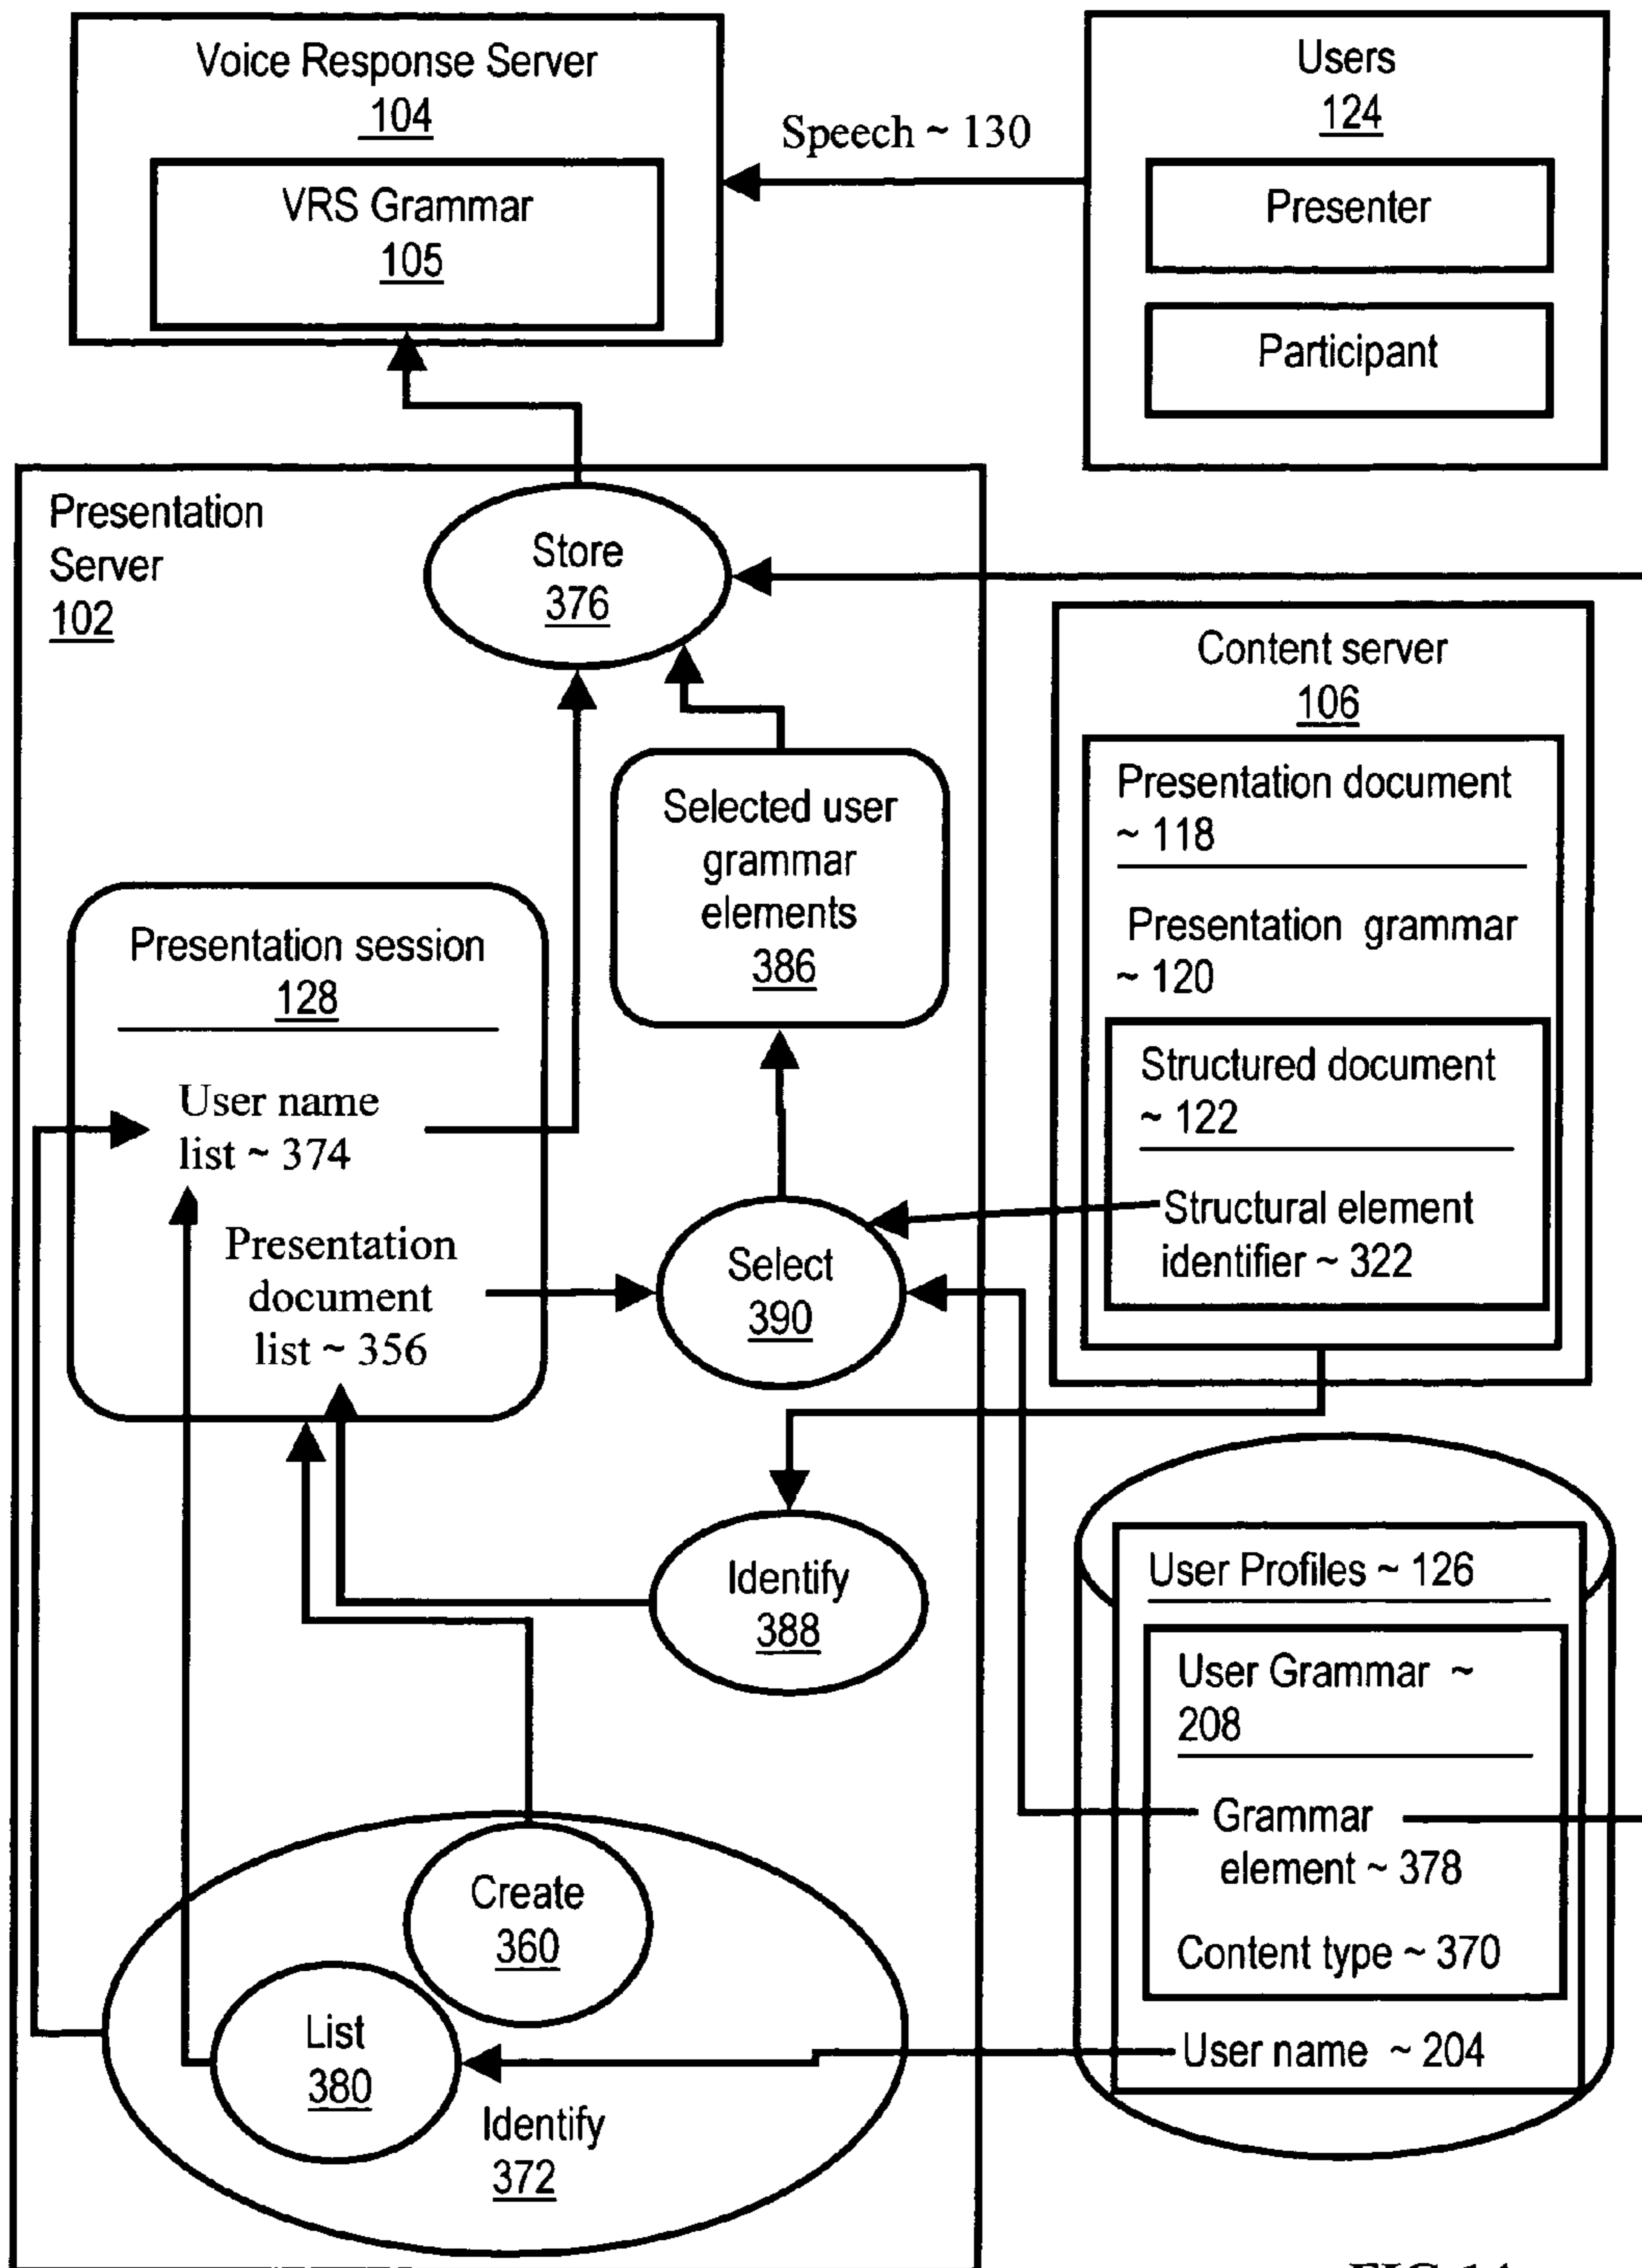 Voice Response Server
104
VRS Grammar
105
Speech ~ 130
Users
124
Presenter
Participant
Presentation
Server
102
Store
376
Selected user
grammar
elements
386
Presentation session
128
User name
list ~ 374
Presentation
document
list ~ 356
Select
390
Identify
388
Create
360
List
380
Identify
372
Content server
106
Presentation document
~ 118
Presentation grammar
~ 120
Structured document
~ 122
Structural element
identifier ~ 322
User Profiles ~ 126
User Grammar ~
208
Grammar
element ~ 378
Content type ~ 370
User name ~ 204